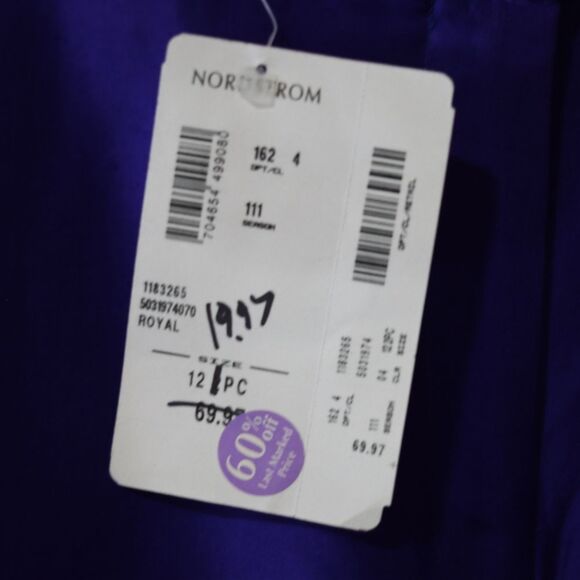 NORDSTROM
704654 499080
162 4
DPT/CL
111
SEASON
1183265
5031974070
ROYAL
19.97
SIZE
12 PC
69.97
60% off
Last Marked
Price
DPT/CL/RETAIL
1183265 12 2PC
5031974 04 SIZE
CLR
162 4 111
DPT/CL SEASON
69.97